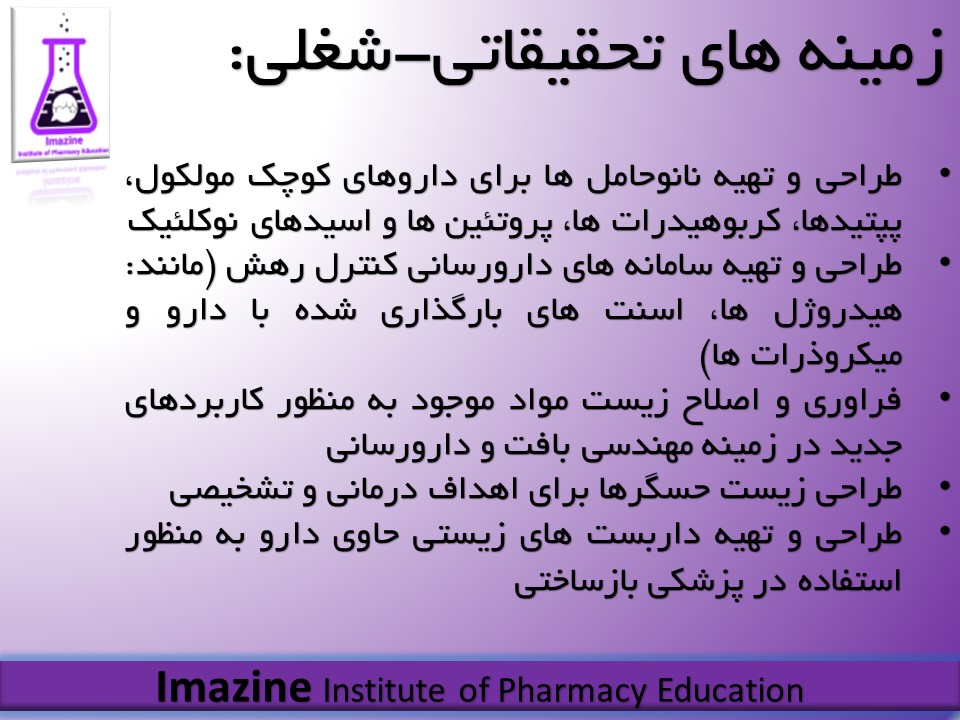 زمینه های تحقیقاتی-شغلی:
Imazine
Institute of Pharmacy Education
• طراحی و تهیه نانوحامل ها برای داروهای کوچک مولکول،
پپتیدها، کربوهیدرات ها، پروتئین ها و اسیدهای نوکلئیک
• طراحی و تهیه سامانه های دارورسانی کنترل رهش (مانند:
هیدروژل ها، اسنت های بارگذاری شده با دارو و
میکروذرات ها)
• فراوری و اصلاح زیست مواد موجود به منظور کاربردهای
جدید در زمینه مهندسی بافت و دارورسانی
• طراحی زیست حسگرها برای اهداف درمانی و تشخیصی
• طراحی و تهیه داربست های زیستی حاوی دارو به منظور
استفاده در پزشکی بازساختی
Imazine Institute of Pharmacy Education